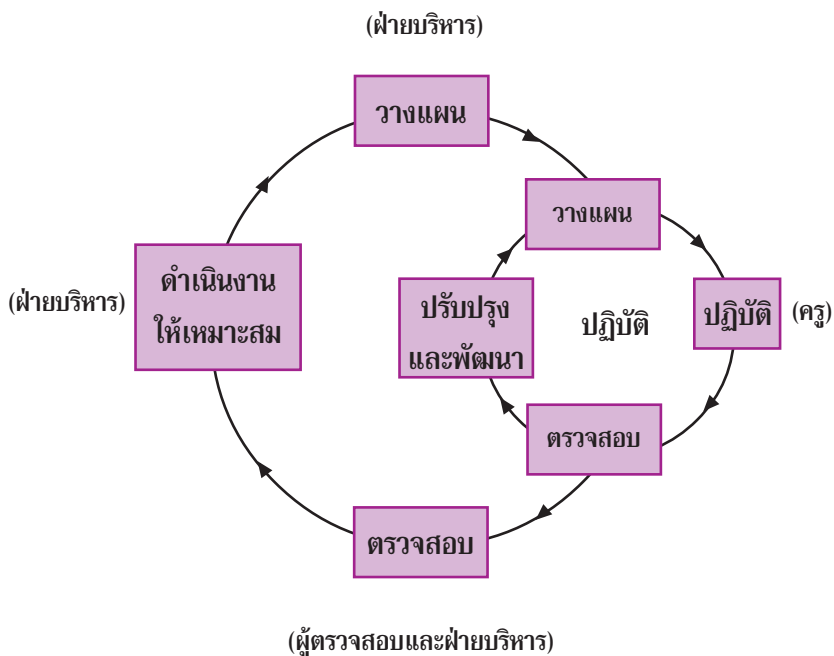 (ฝ่ายบริหาร)
วางแผน
วางแผน
(ฝ่ายบริหาร)
ดำเนินงาน
ให้เหมาะสม
ปรับปรุง
และพัฒนา
ปฏิบัติ
ปฏิบัติ
(ครู)
ตรวจสอบ
ตรวจสอบ
(ผู้ตรวจสอบและฝ่ายบริหาร)